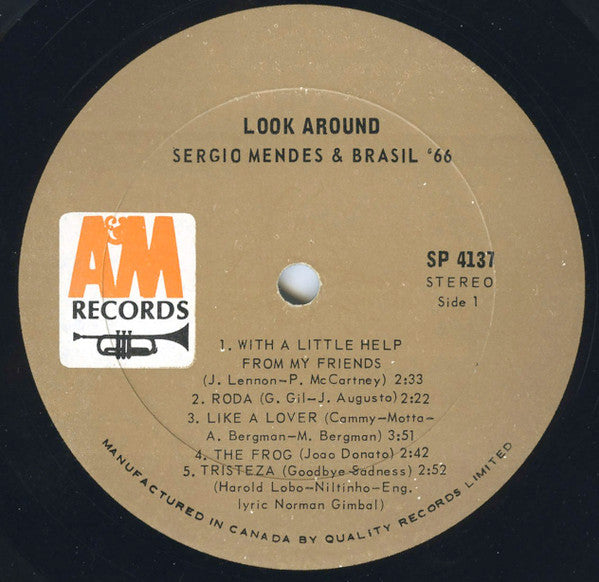 LOOK AROUND
SERGIO MENDES & BRASIL '66
A&M
RECORDS
SP 4137
STEREO
Side 1
1. WITH A LITTLE HELP
FROM MY FRIENDS
(J. Lennon-P. McCartney) 2:33
2. RODA (G. Gil-J. Augusto) 2:22
3. LIKE A LOVER (Cammy-Motta-
A. Bergman-M. Bergman) 3:51
4. THE FROG (Joao Donato) 2:42
5. TRISTEZA (Goodbye Sadness) 2:52
(Harold Lobo-Niltinho-Eng.
lyric Norman Gimbal)
MANUFACTURED IN CANADA BY QUALITY RECORDS LIMITED